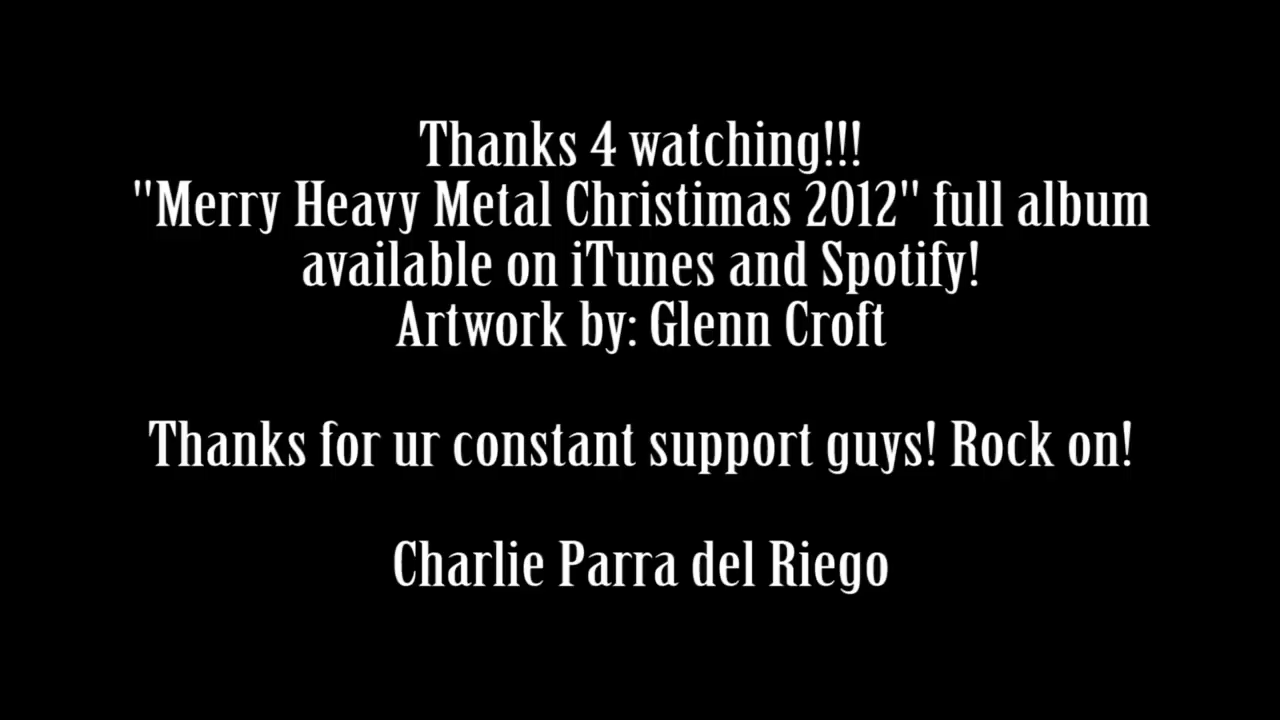 Thanks 4 watching!!!
"Merry Heavy Metal Christimas 2012" full album
available on iTunes and Spotify!
Artwork by: Glenn Croft
Thanks for ur constant support guys! Rock on!
Charlie Parra del Riego